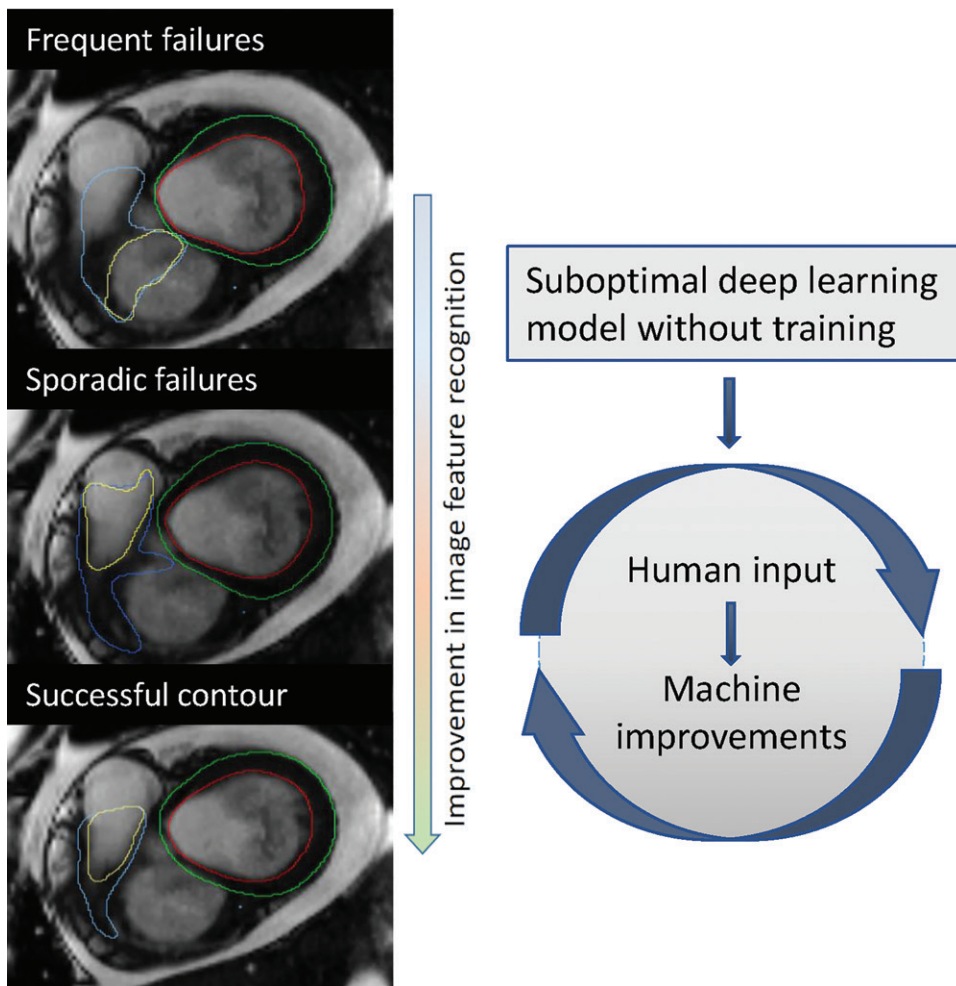 Frequent failures
Sporadic failures
Successful contour
Improvement in image feature recognition
Suboptimal deep learning
model without training
Human input
Machine
improvements